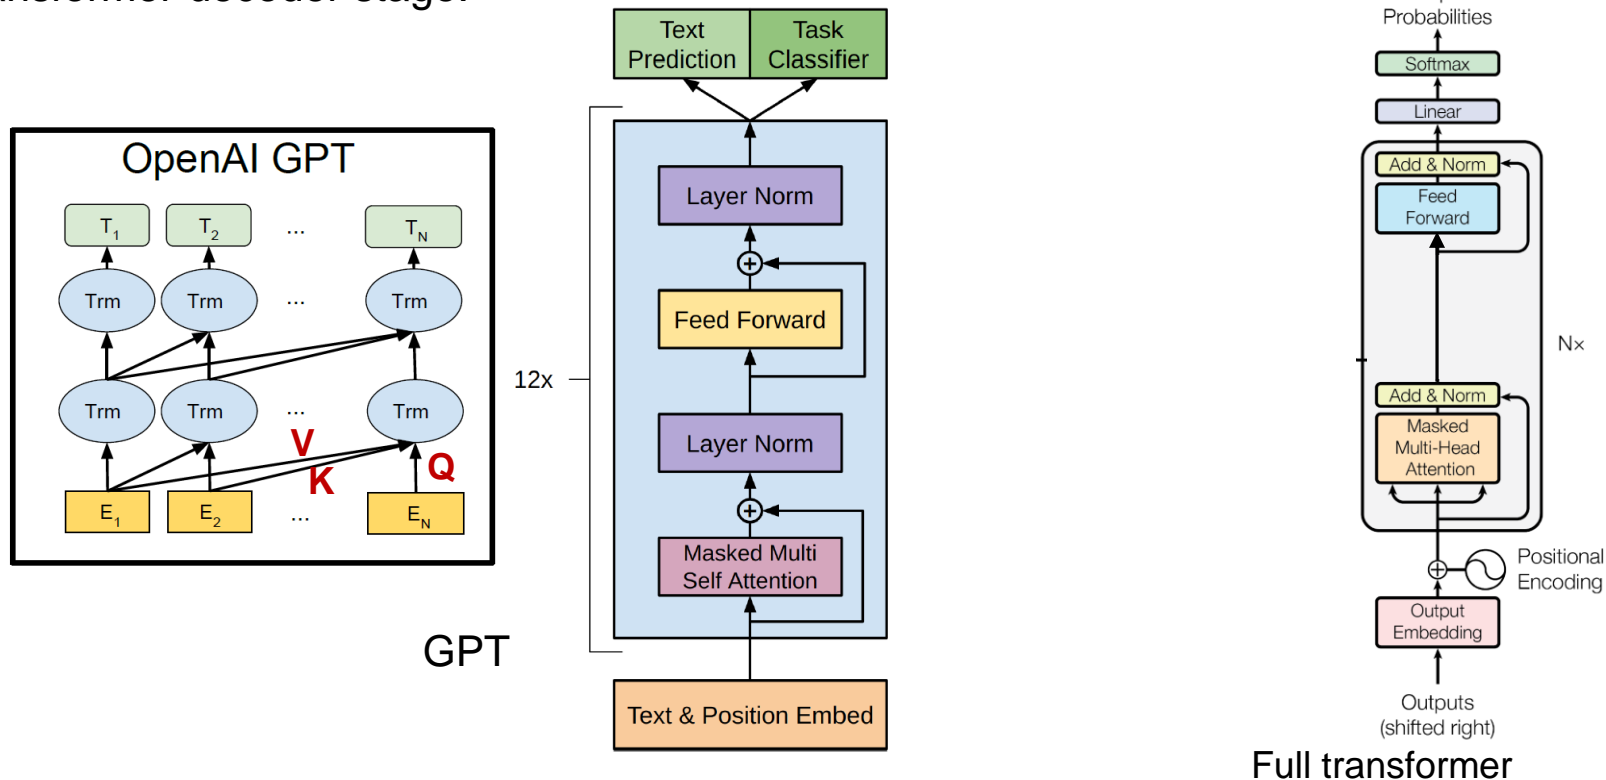 decoder stage.
OpenAI GPT
T1 T2 ... TN
Trm Trm ... Trm
Trm Trm ... Trm
V
K
Q
E1 E2 ... EN
GPT
Text Prediction
Task Classifier
12x
Layer Norm
Feed Forward
Layer Norm
Masked Multi
Self Attention
Text & Position Embed
Probabilities
Softmax
Linear
Add & Norm
Feed
Forward
N×
Add & Norm
Masked
Multi-Head
Attention
Positional
Encoding
Output
Embedding
Outputs
(shifted right)
Full transformer